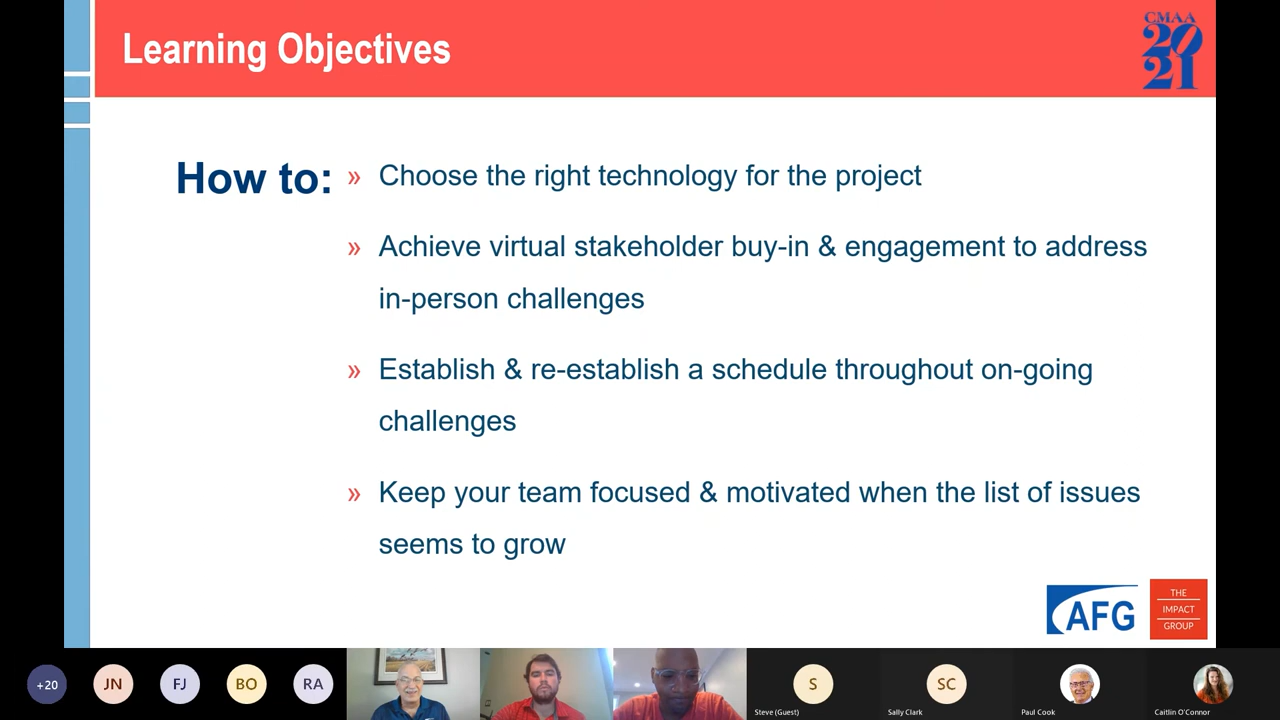 Learning Objectives
CMAA
20
21
How to:
» Choose the right technology for the project
» Achieve virtual stakeholder buy-in & engagement to address
in-person challenges
» Establish & re-establish a schedule throughout on-going
challenges
» Keep your team focused & motivated when the list of issues
seems to grow
AFG
THE
IMPACT
GROUP
+20
JN
FJ
BO
RA
S
SC
Steve (Guest)
Sally Clark
Paul Cook
Caitlin O'Connor